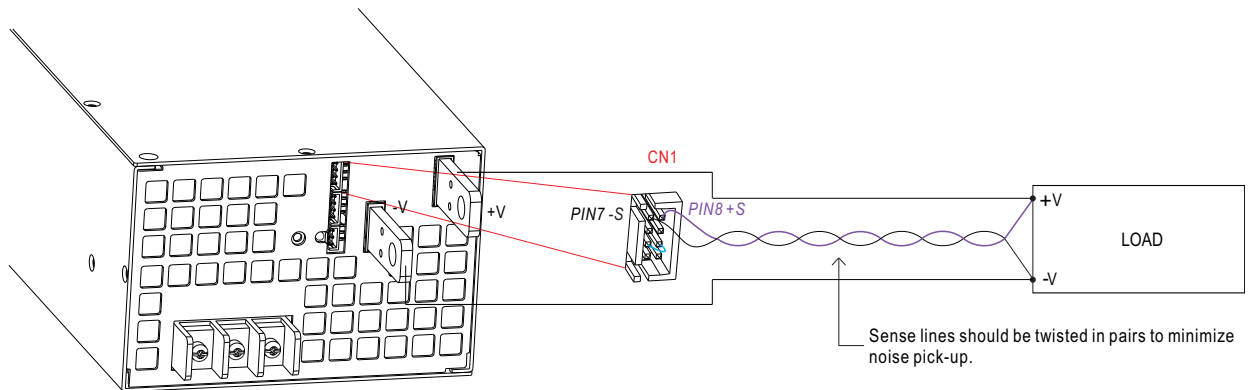 CN1
-V
+V
PIN7 -S
PIN8 +S
+V
LOAD
-V
Sense lines should be twisted in pairs to minimize
noise pick-up.